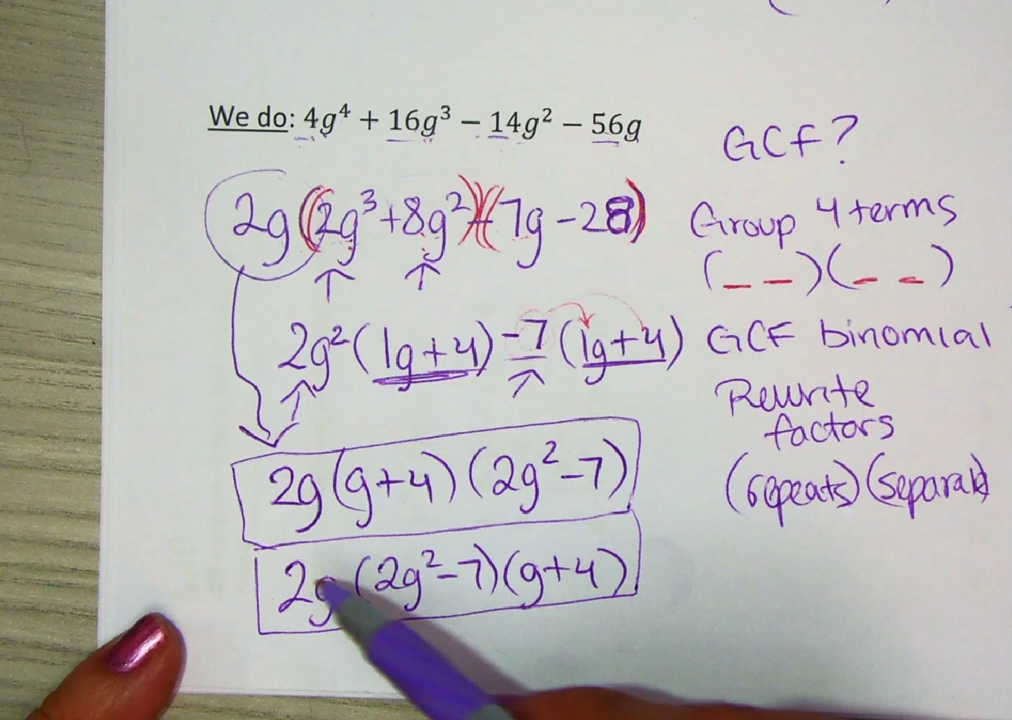 We do: 4g⁴ + 16g³ − 14g² − 56g
GCF?
2g(2g³+8g²)(-7g-28)
Group 4 terms
(_ _)(_ _)
2g²(1g+4)-7(1g+4)
GCF binomial
Rewrite
factors
(repeats)(separate)
2g(g+4)(2g²-7)
2g(2g²-7)(g+4)